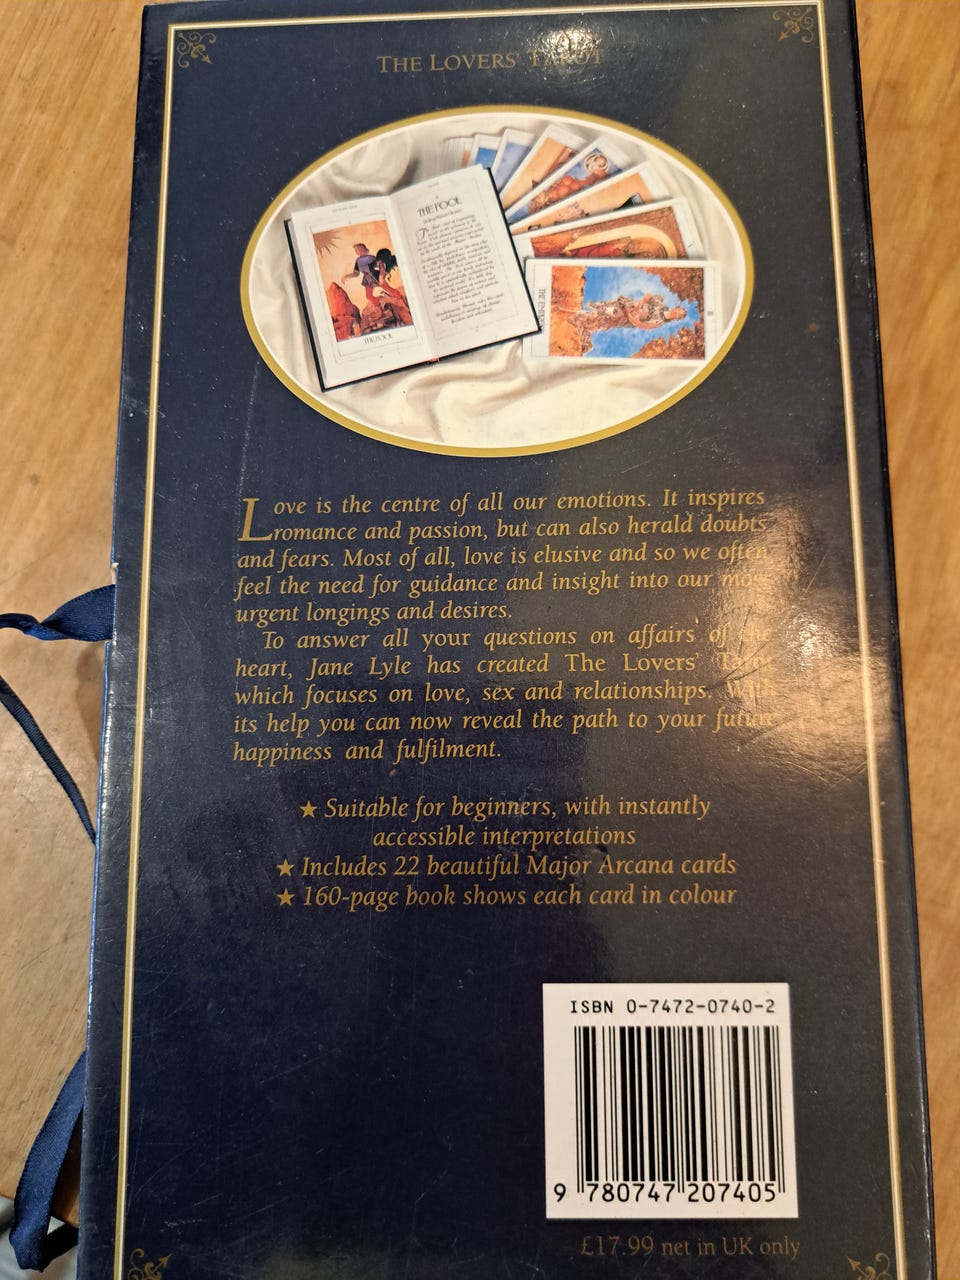 THE LOVERS' TAROT
THE FOOL
THE FOOL
Love is the centre of all our emotions. It inspires
romance and passion, but can also herald doubts
and fears. Most of all, love is elusive and so we often
feel the need for guidance and insight into our most
urgent longings and desires.
To answer all your questions on affairs of the
heart, Jane Lyle has created The Lovers' Tarot
which focuses on love, sex and relationships. With
its help you can now reveal the path to your future
happiness and fulfilment.
★ Suitable for beginners, with instantly
accessible interpretations
★ Includes 22 beautiful Major Arcana cards
★ 160-page book shows each card in colour
ISBN 0-7472-0740-2
9 780747 207405
£17.99 net in UK only